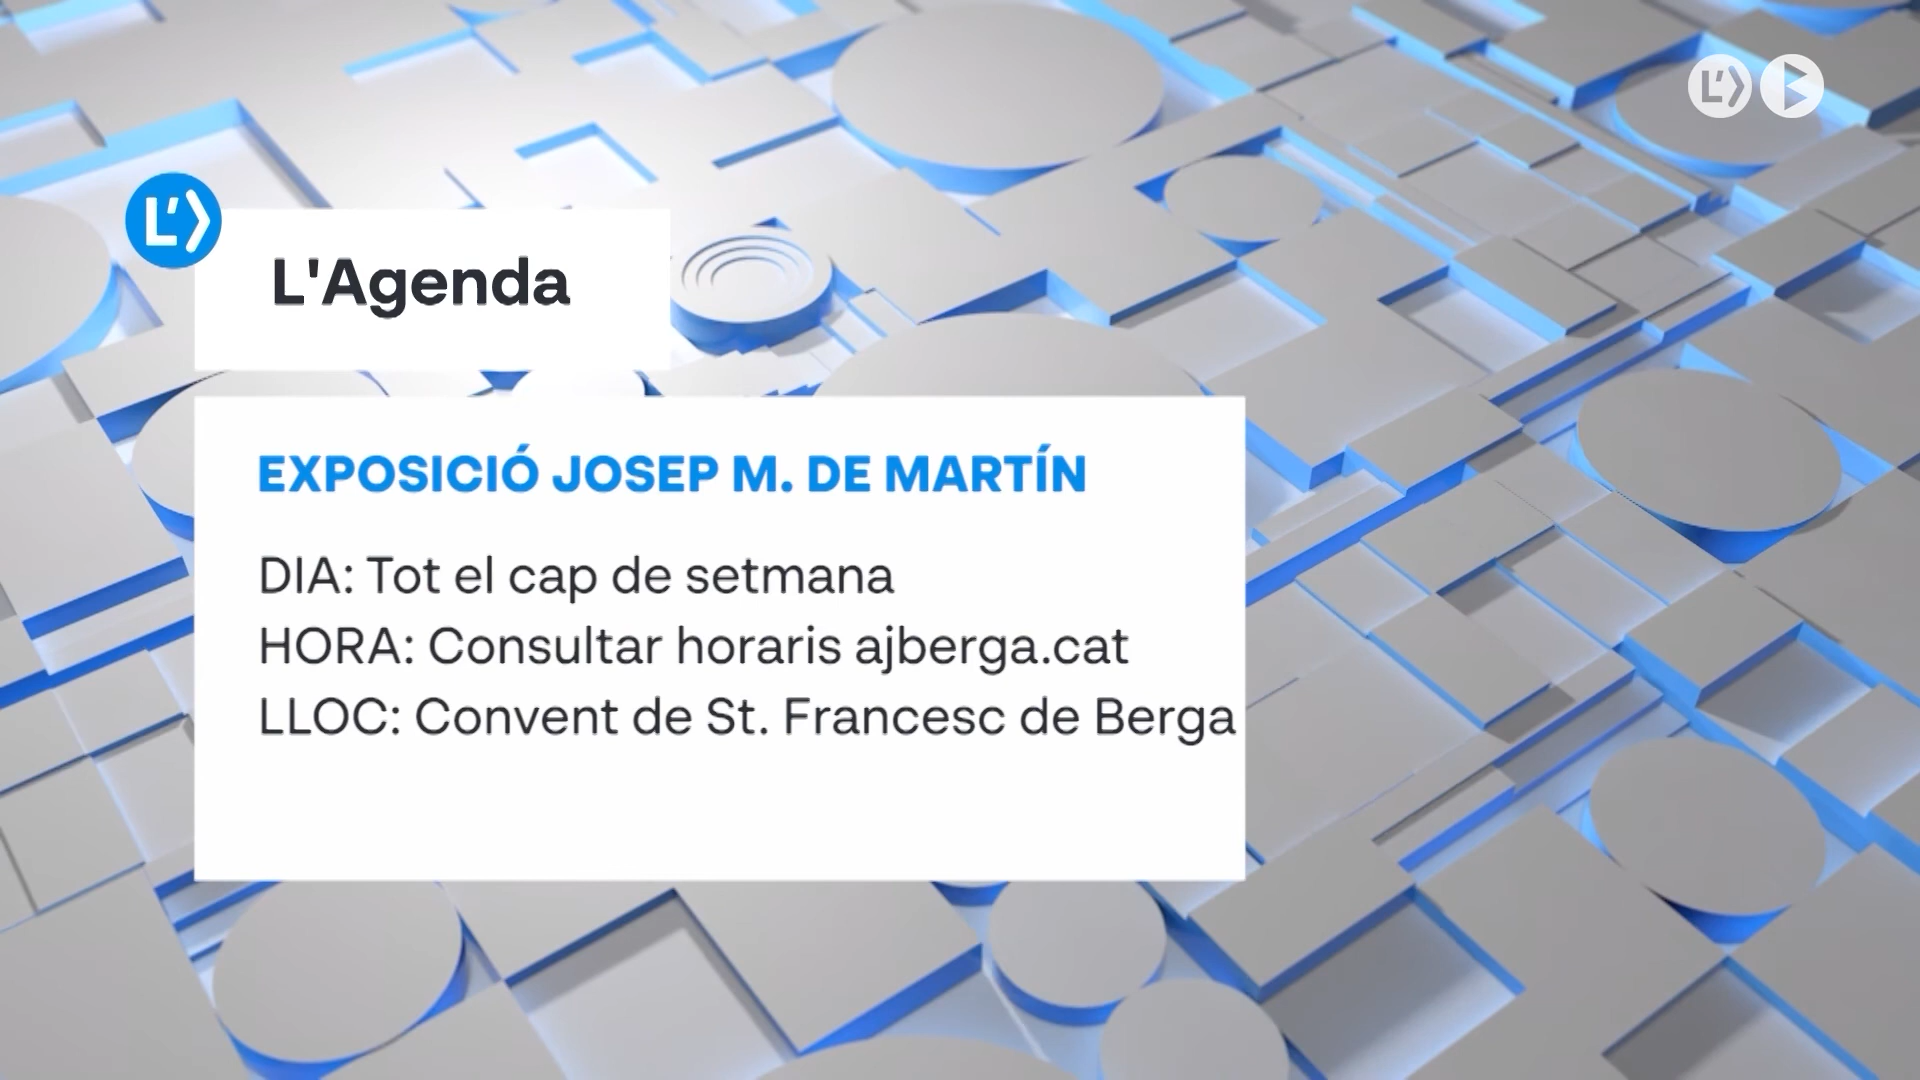 L'
L'Agenda
EXPOSICIÓ JOSEP M. DE MARTÍN
DIA: Tot el cap de setmana
HORA: Consultar horaris ajberga.cat
LLOC: Convent de St. Francesc de Berga
L'